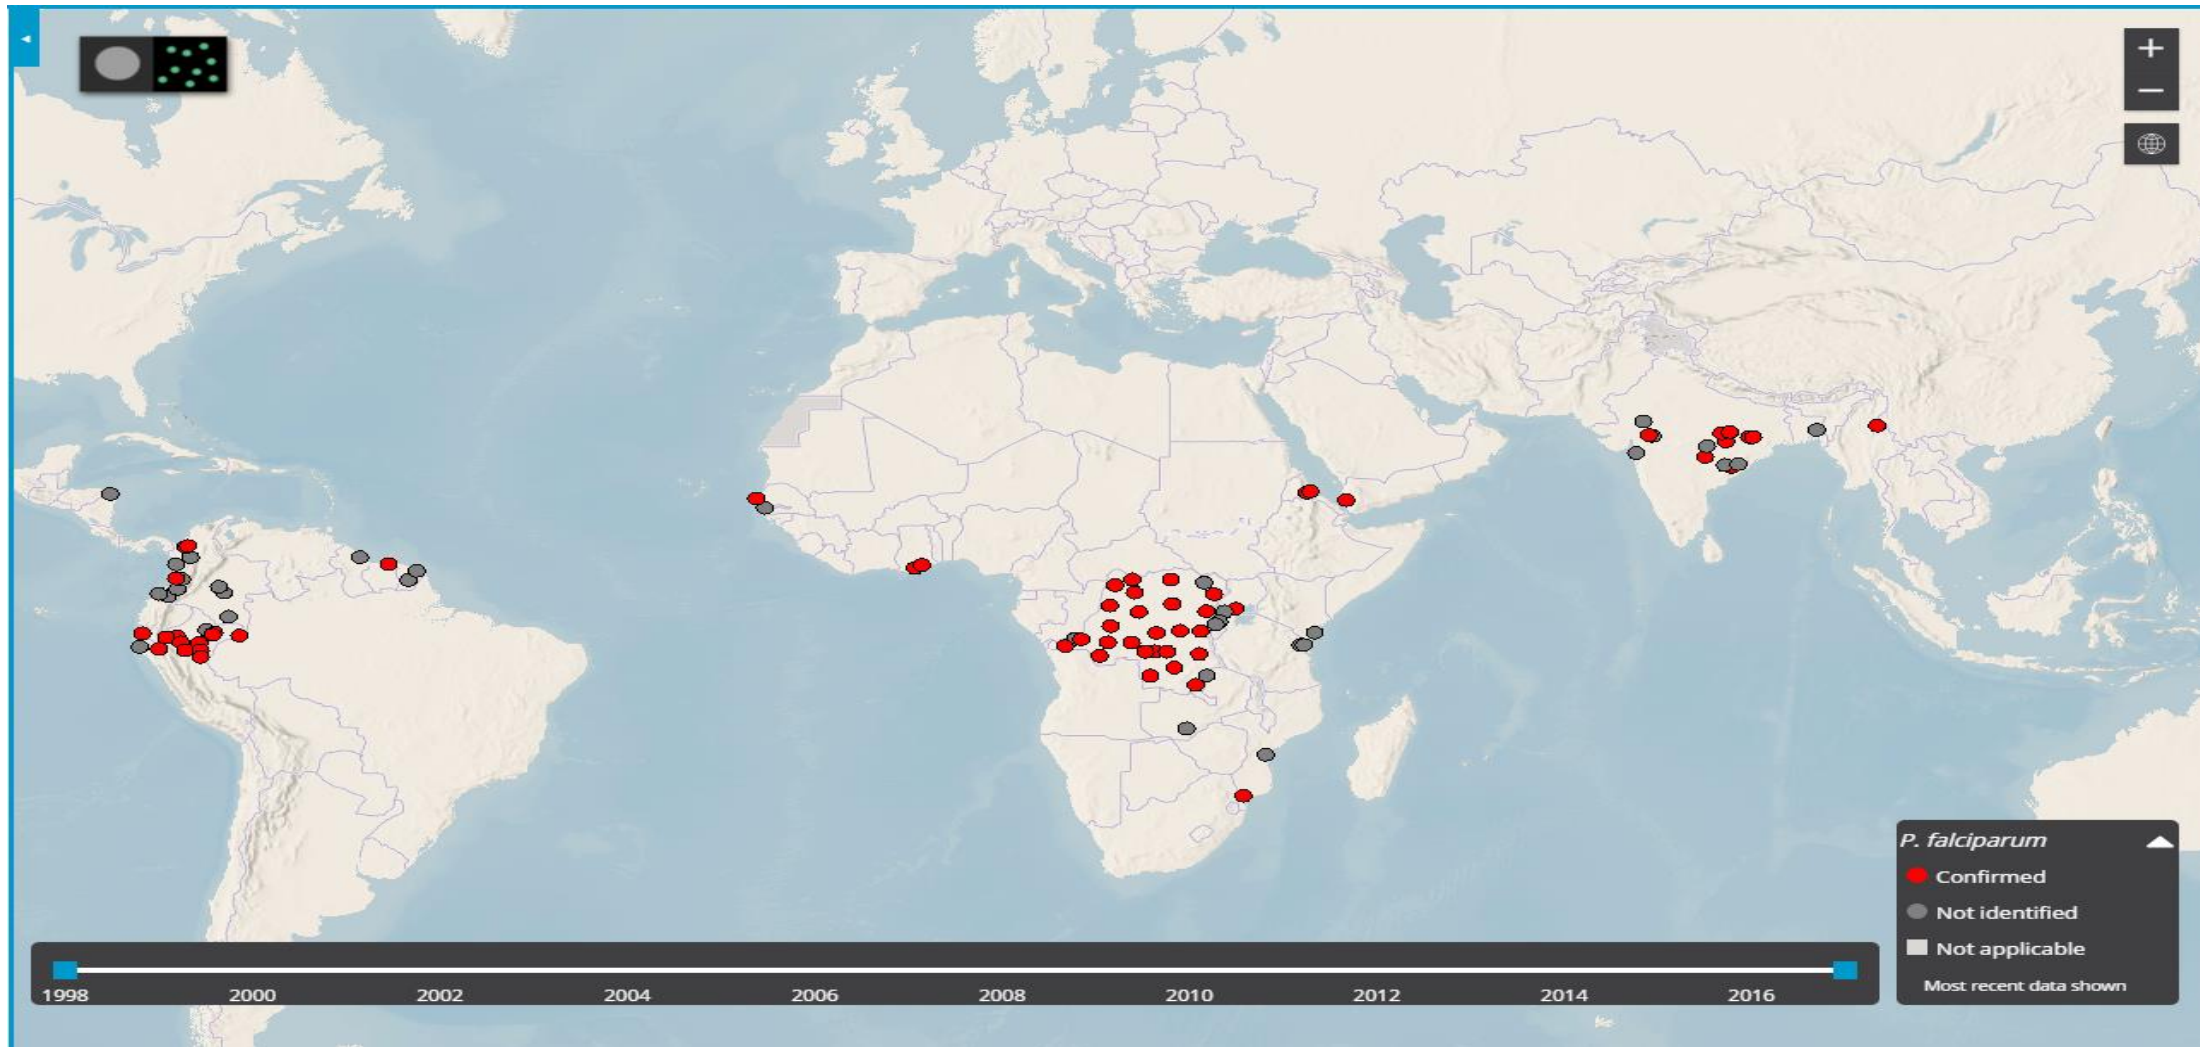 +
−
P. falciparum
Confirmed
Not identified
Not applicable
Most recent data shown
1998 2000 2002 2004 2006 2008 2010 2012 2014 2016